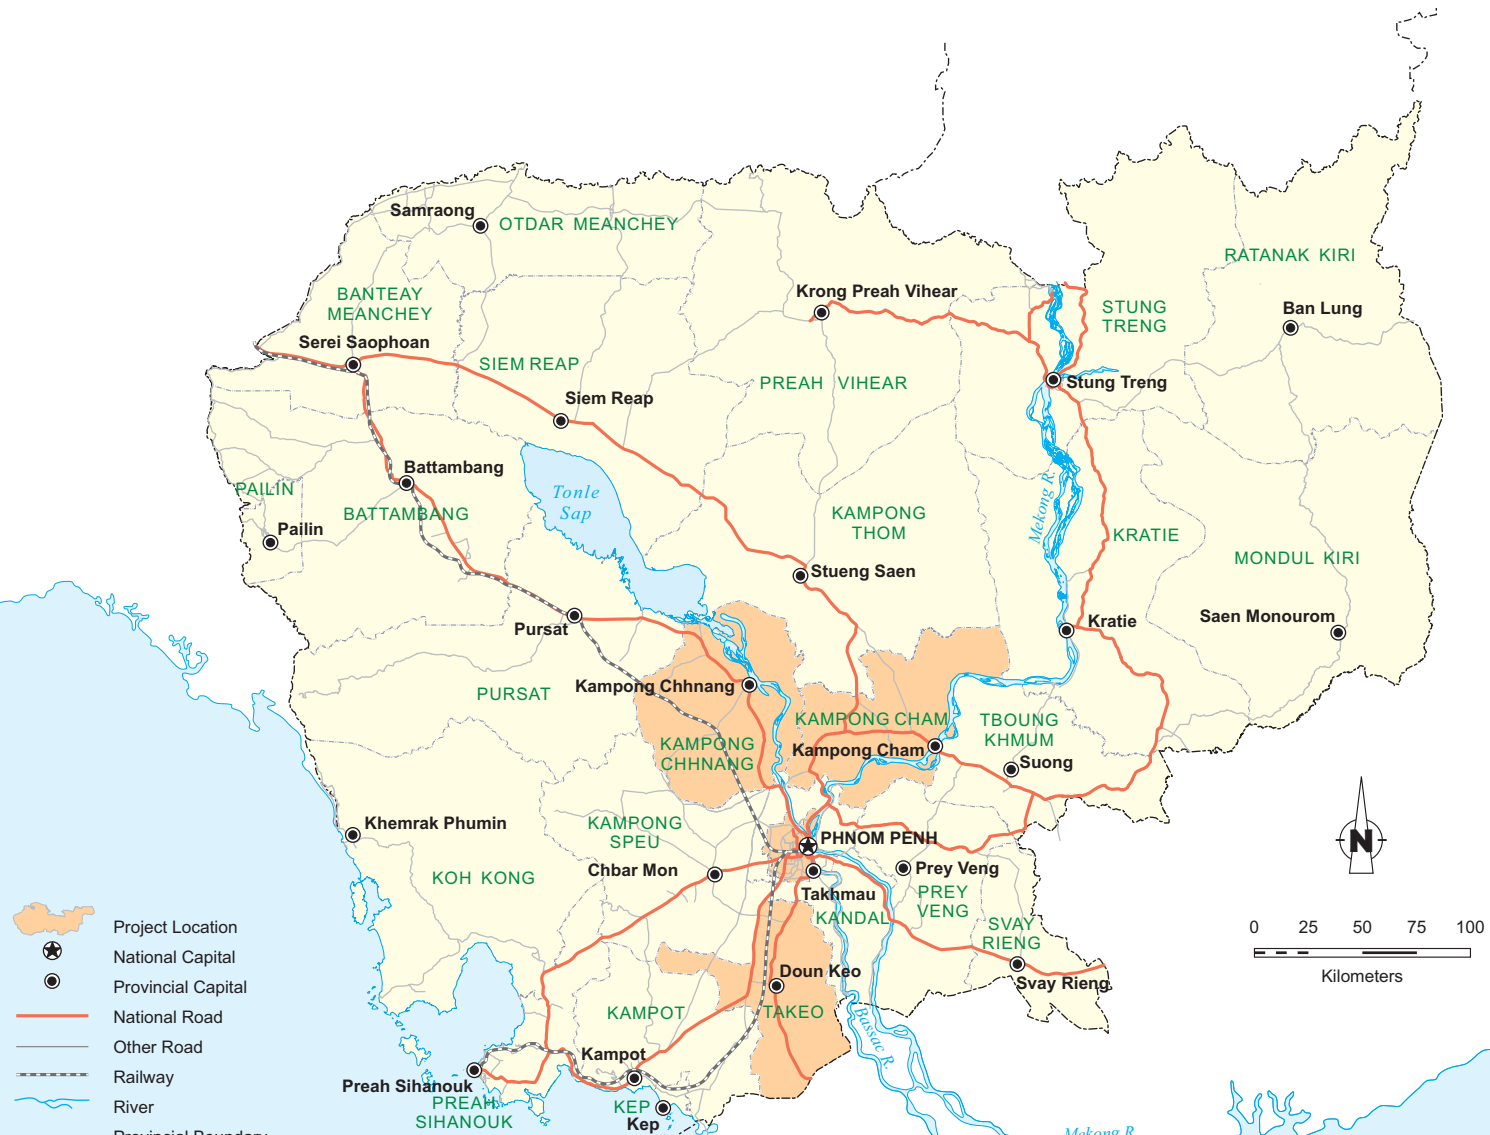 Samraong
OTDAR MEANCHEY
RATANAK KIRI
BANTEAY
MEANCHEY
Krong Preah Vihear
STUNG
TRENG
Ban Lung
Serei Saophoan
SIEM REAP
PREAH VIHEAR
Stung Treng
Siem Reap
Battambang
Tonle
Sap
PAILIN
BATTAMBANG
KAMPONG
THOM
Mekong R.
Pailin
KRATIE
MONDUL KIRI
Stueng Saen
Pursat
Kratie
Saen Monourom
PURSAT
Kampong Chhnang
KAMPONG CHAM
TBOUNG
KHMUM
KAMPONG
CHHNANG
Kampong Cham
Suong
Khemrak Phumin
KAMPONG
SPEU
PHNOM PENH
N
Chbar Mon
Prey Veng
KOH KONG
Takhmau
PREY
VENG
KANDAL
SVAY
RIENG
Doun Keo
Svay Rieng
KAMPOT
TAKEO
Bassac R.
Kampot
Preah Sihanouk
PREAH
SIHANOUK
KEP
Kep
Mekong R.
0 25 50 75 100
Kilometers
Project Location
National Capital
Provincial Capital
National Road
Other Road
Railway
River
Provincial Boundary